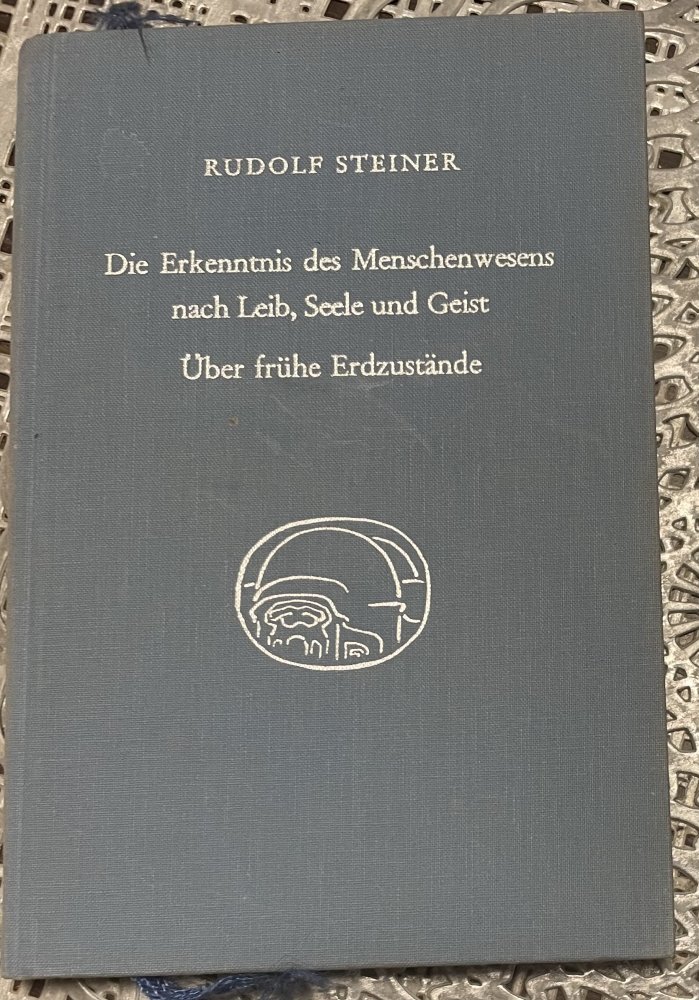 RUDOLF STEINER
Die Erkenntnis des Menschenwesens
nach Leib, Seele und Geist
Über frühe Erdzustände